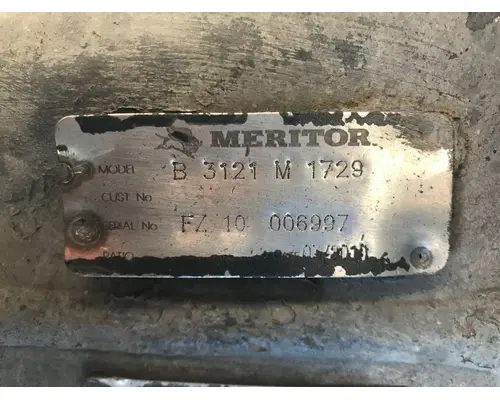 MERITOR
MODEL B 3121 M 1729
CUST No
SERIAL No FZ 10 006997
RATIO